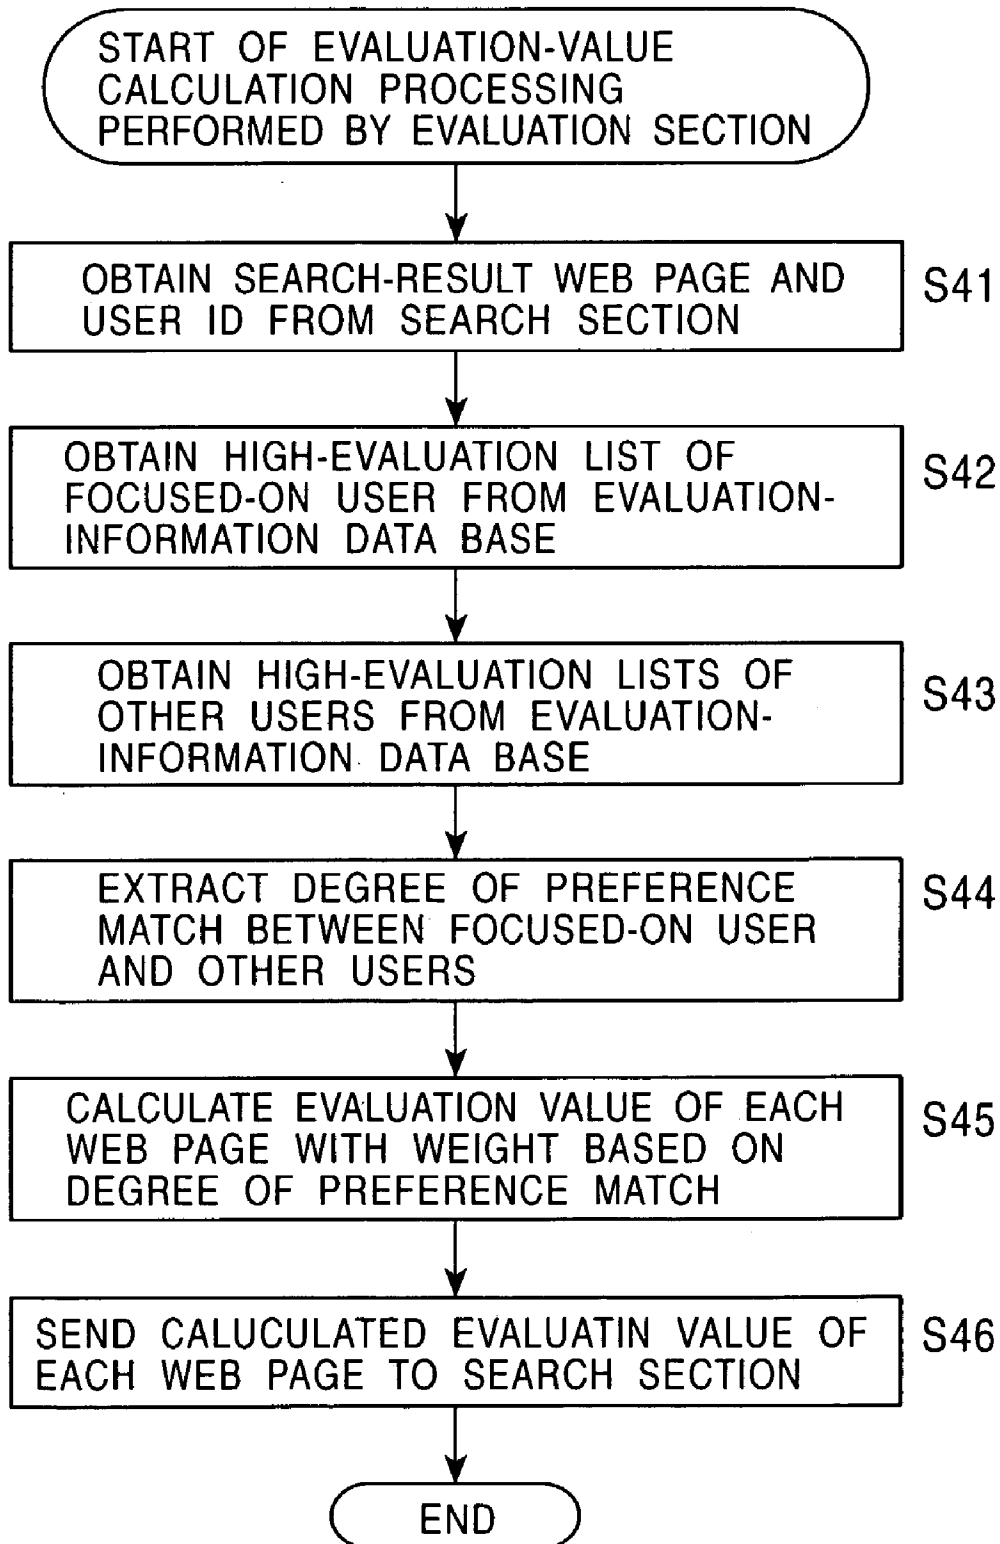 START OF EVALUATION-VALUE
CALCULATION PROCESSING
PERFORMED BY EVALUATION SECTION
OBTAIN SEARCH-RESULT WEB PAGE AND
USER ID FROM SEARCH SECTION
S41
OBTAIN HIGH-EVALUATION LIST OF
FOCUSED-ON USER FROM EVALUATION-
INFORMATION DATA BASE
S42
OBTAIN HIGH-EVALUATION LISTS OF
OTHER USERS FROM EVALUATION-
INFORMATION DATA BASE
S43
EXTRACT DEGREE OF PREFERENCE
MATCH BETWEEN FOCUSED-ON USER
AND OTHER USERS
S44
CALCULATE EVALUATION VALUE OF EACH
WEB PAGE WITH WEIGHT BASED ON
DEGREE OF PREFERENCE MATCH
S45
SEND CALUCULATED EVALUATIN VALUE OF
EACH WEB PAGE TO SEARCH SECTION
S46
END